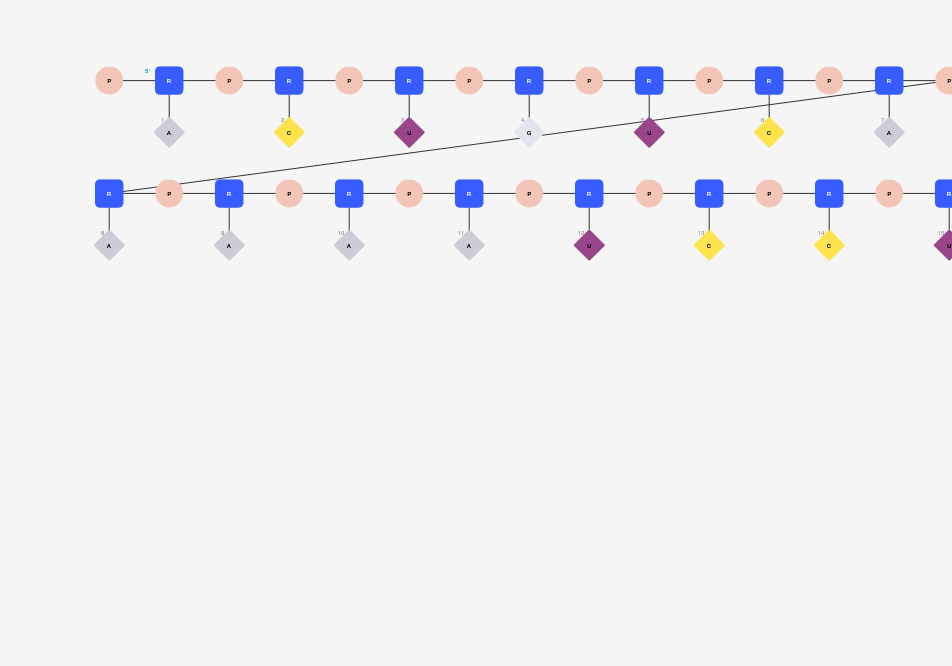 5'
P R P R P R P R P R P R P R P
1 2 3 4 5 6 7
A C U G U C A
R P R P R P R P R P R P R P R
8 9 10 11 12 13 14 15
A A A A U C C U